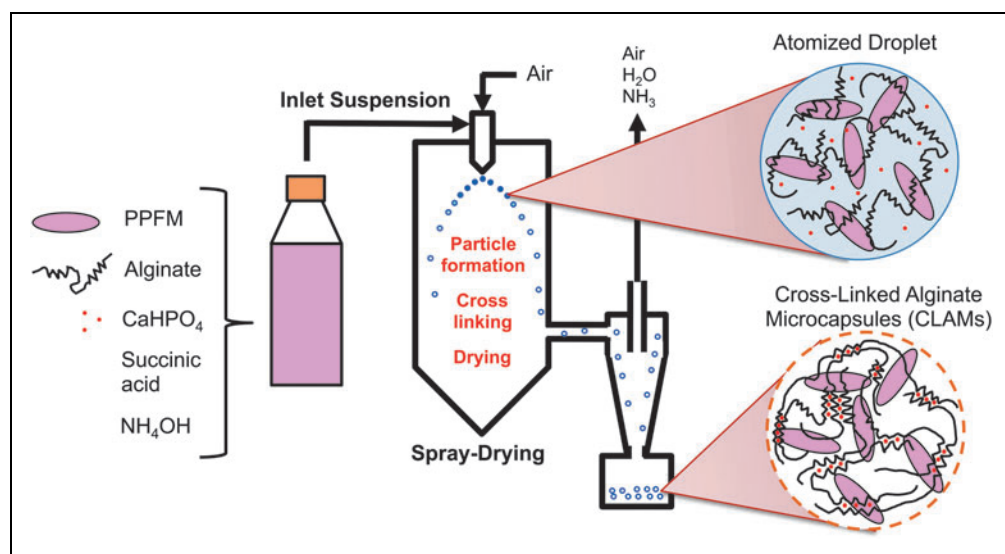 Atomized Droplet
Air
H₂O
NH₃
Air
Inlet Suspension
PPFM
Alginate
CaHPO₄
Succinic
acid
NH₄OH
Particle
formation
Cross
linking
Drying
Spray-Drying
Cross-Linked Alginate
Microcapsules (CLAMs)